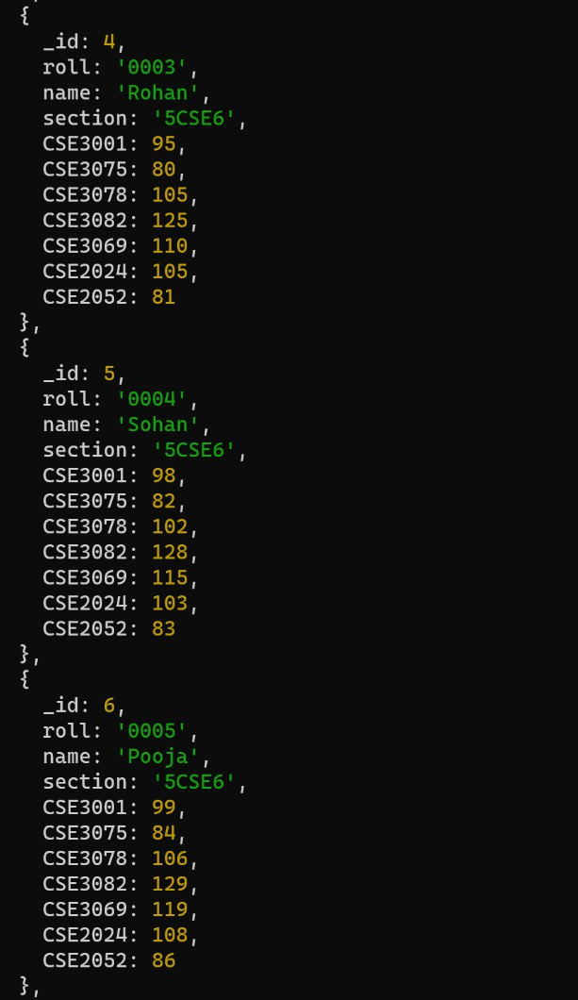 {
_id: 4,
roll: '0003',
name: 'Rohan',
section: '5CSE6',
CSE3001: 95,
CSE3075: 80,
CSE3078: 105,
CSE3082: 125,
CSE3069: 110,
CSE2024: 105,
CSE2052: 81
},
{
_id: 5,
roll: '0004',
name: 'Sohan',
section: '5CSE6',
CSE3001: 98,
CSE3075: 82,
CSE3078: 102,
CSE3082: 128,
CSE3069: 115,
CSE2024: 103,
CSE2052: 83
},
{
_id: 6,
roll: '0005',
name: 'Pooja',
section: '5CSE6',
CSE3001: 99,
CSE3075: 84,
CSE3078: 106,
CSE3082: 129,
CSE3069: 119,
CSE2024: 108,
CSE2052: 86
},